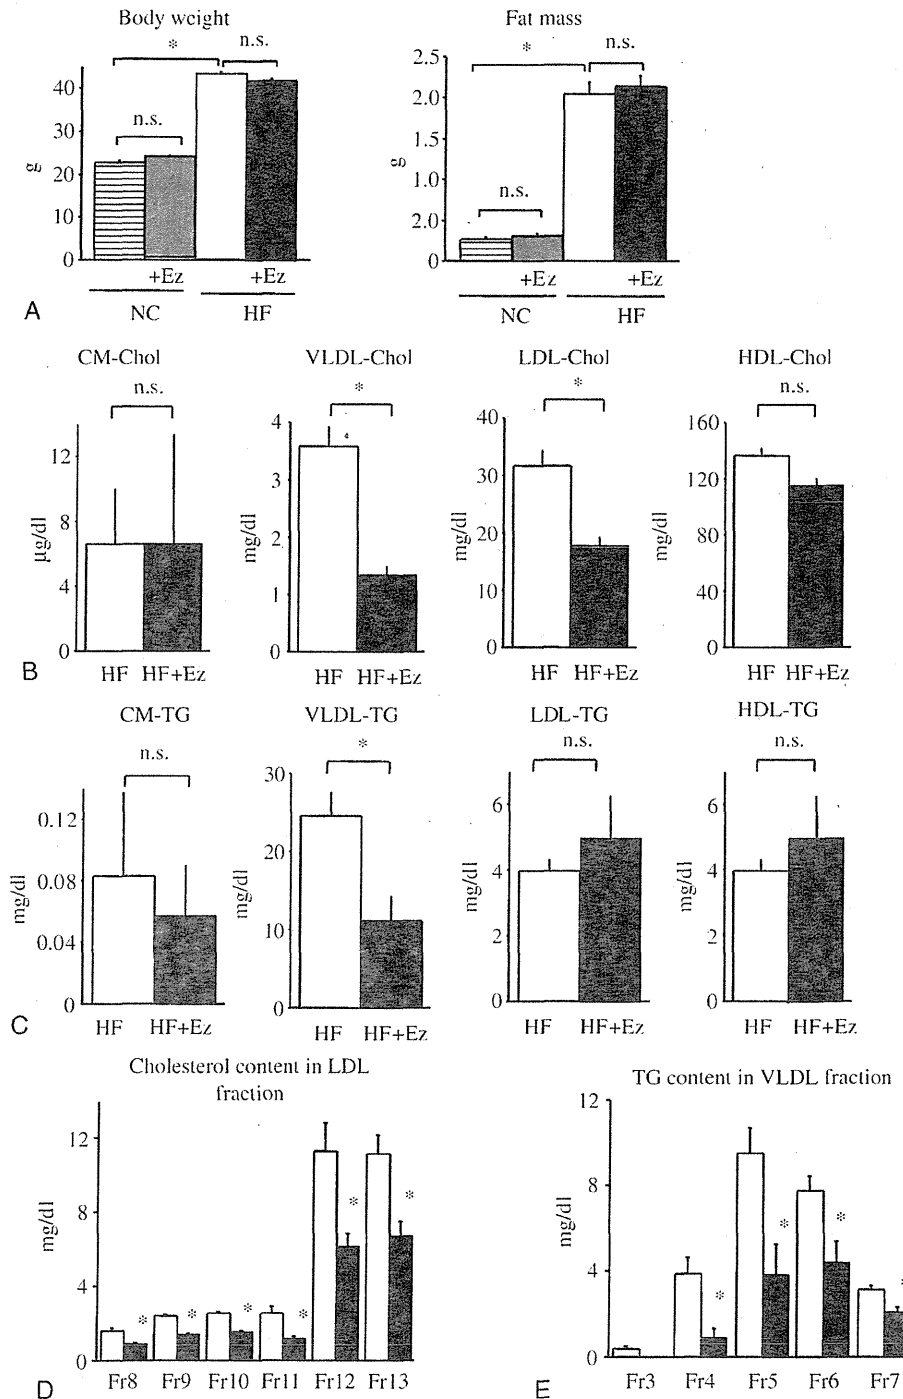 Body weight
Fat mass
*
n.s.
*
n.s.
n.s.
n.s.
40
30
20
10
0
g
2.5
2.0
1.5
1.0
2.0
0
g
+Ez
+Ez
+Ez
+Ez
A
NC
HF
NC
HF
CM-Chol
VLDL-Chol
LDL-Chol
HDL-Chol
n.s.
*
*
n.s.
12
8
4
0
µg/dl
4
3
2
1
0
mg/dl
40
30
20
10
0
mg/dl
160
120
80
40
0
mg/dl
B
HF HF+Ez
HF HF+Ez
HF HF+Ez
HF HF+Ez
CM-TG
VLDL-TG
LDL-TG
HDL-TG
n.s.
*
n.s.
n.s.
0.12
0.08
0.04
0
mg/dl
30
20
10
0
mg/dl
6
4
2
0
mg/dl
6
4
2
0
mg/dl
C
HF HF+Ez
HF HF+Ez
HF HF+Ez
HF HF+Ez
Cholesterol content in LDL
fraction
12
8
4
0
mg/dl
* * * * * *
D
Fr8 Fr9 Fr10 Fr11 Fr12 Fr13
TG content in VLDL fraction
12
8
4
0
mg/dl
* * * *
E
Fr3 Fr4 Fr5 Fr6 Fr7